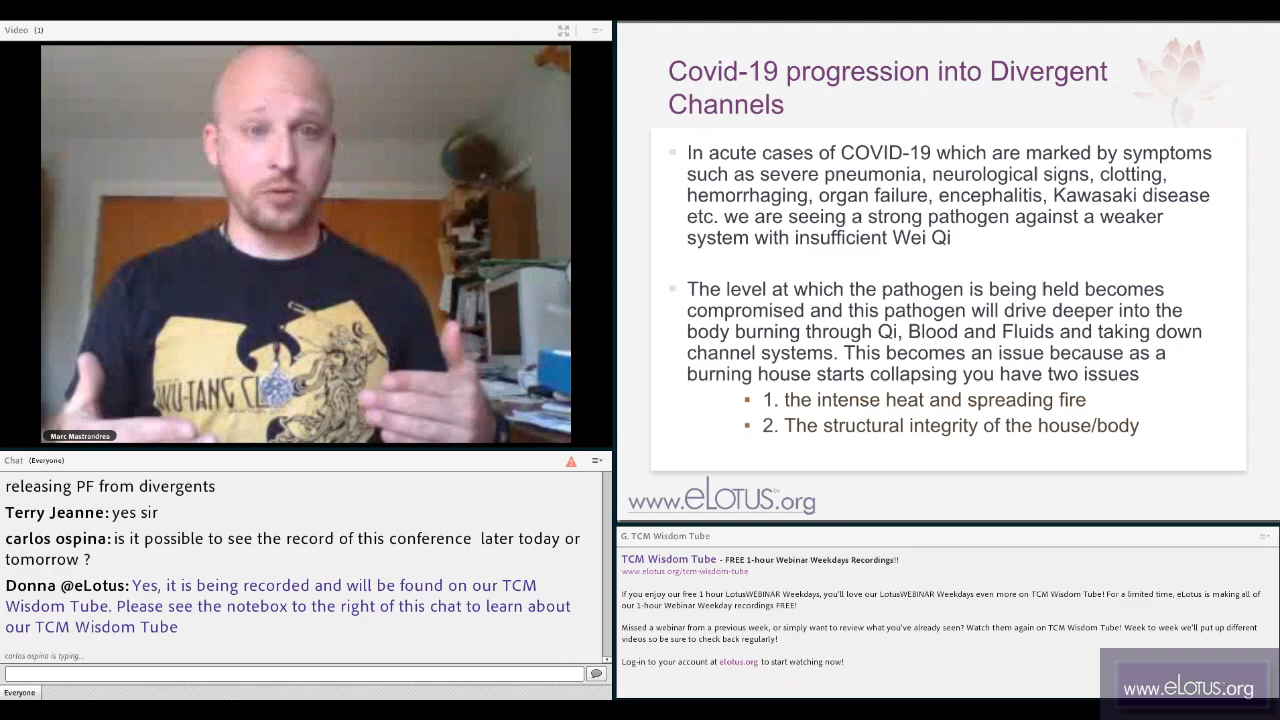 Video (1)
WU-TANG CL
Marc Mastrandrea
Chat (Everyone)
releasing PF from divergents
Terry Jeanne: yes sir
carlos ospina: is it possible to see the record of this conference later today or
tomorrow ?
Donna @eLotus: Yes, it is being recorded and will be found on our TCM
Wisdom Tube. Please see the notebox to the right of this chat to learn about
our TCM Wisdom Tube
carlos ospina is typing...
Everyone
Covid-19 progression into Divergent
Channels
In acute cases of COVID-19 which are marked by symptoms
such as severe pneumonia, neurological signs, clotting,
hemorrhaging, organ failure, encephalitis, Kawasaki disease
etc. we are seeing a strong pathogen against a weaker
system with insufficient Wei Qi
The level at which the pathogen is being held becomes
compromised and this pathogen will drive deeper into the
body burning through Qi, Blood and Fluids and taking down
channel systems. This becomes an issue because as a
burning house starts collapsing you have two issues
1. the intense heat and spreading fire
2. The structural integrity of the house/body
www.eLotus.org
G. TCM Wisdom Tube
TCM Wisdom Tube - FREE 1-hour Webinar Weekdays Recordings!!
www.elotus.org/tcm-wisdom-tube
If you enjoy our free 1 hour LotusWEBINAR Weekdays, you'll love our LotusWEBINAR Weekdays even more on TCM Wisdom Tube! For a limited time, eLotus is making all of
our 1-hour Webinar Weekday recordings FREE!
Missed a webinar from a previous week, or simply want to review what you've already seen? Watch them again on TCM Wisdom Tube! Week to week we'll put up different
videos so be sure to check back regularly!
Log-in to your account at elotus.org to start watching now!
www.eLotus.org